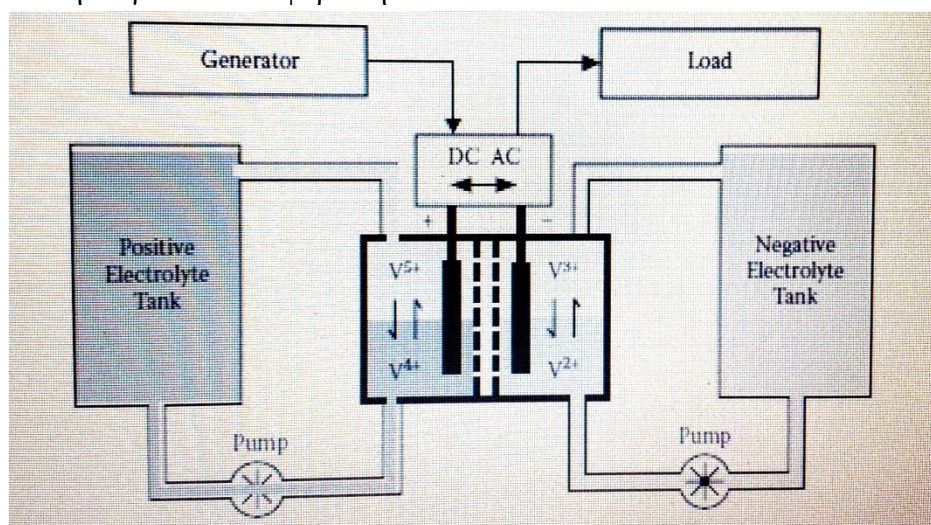 Generator
Load
DC AC
+
−
Positive
Electrolyte
Tank
V5+
V3+
Negative
Electrolyte
Tank
V4+
V2+
Pump
Pump